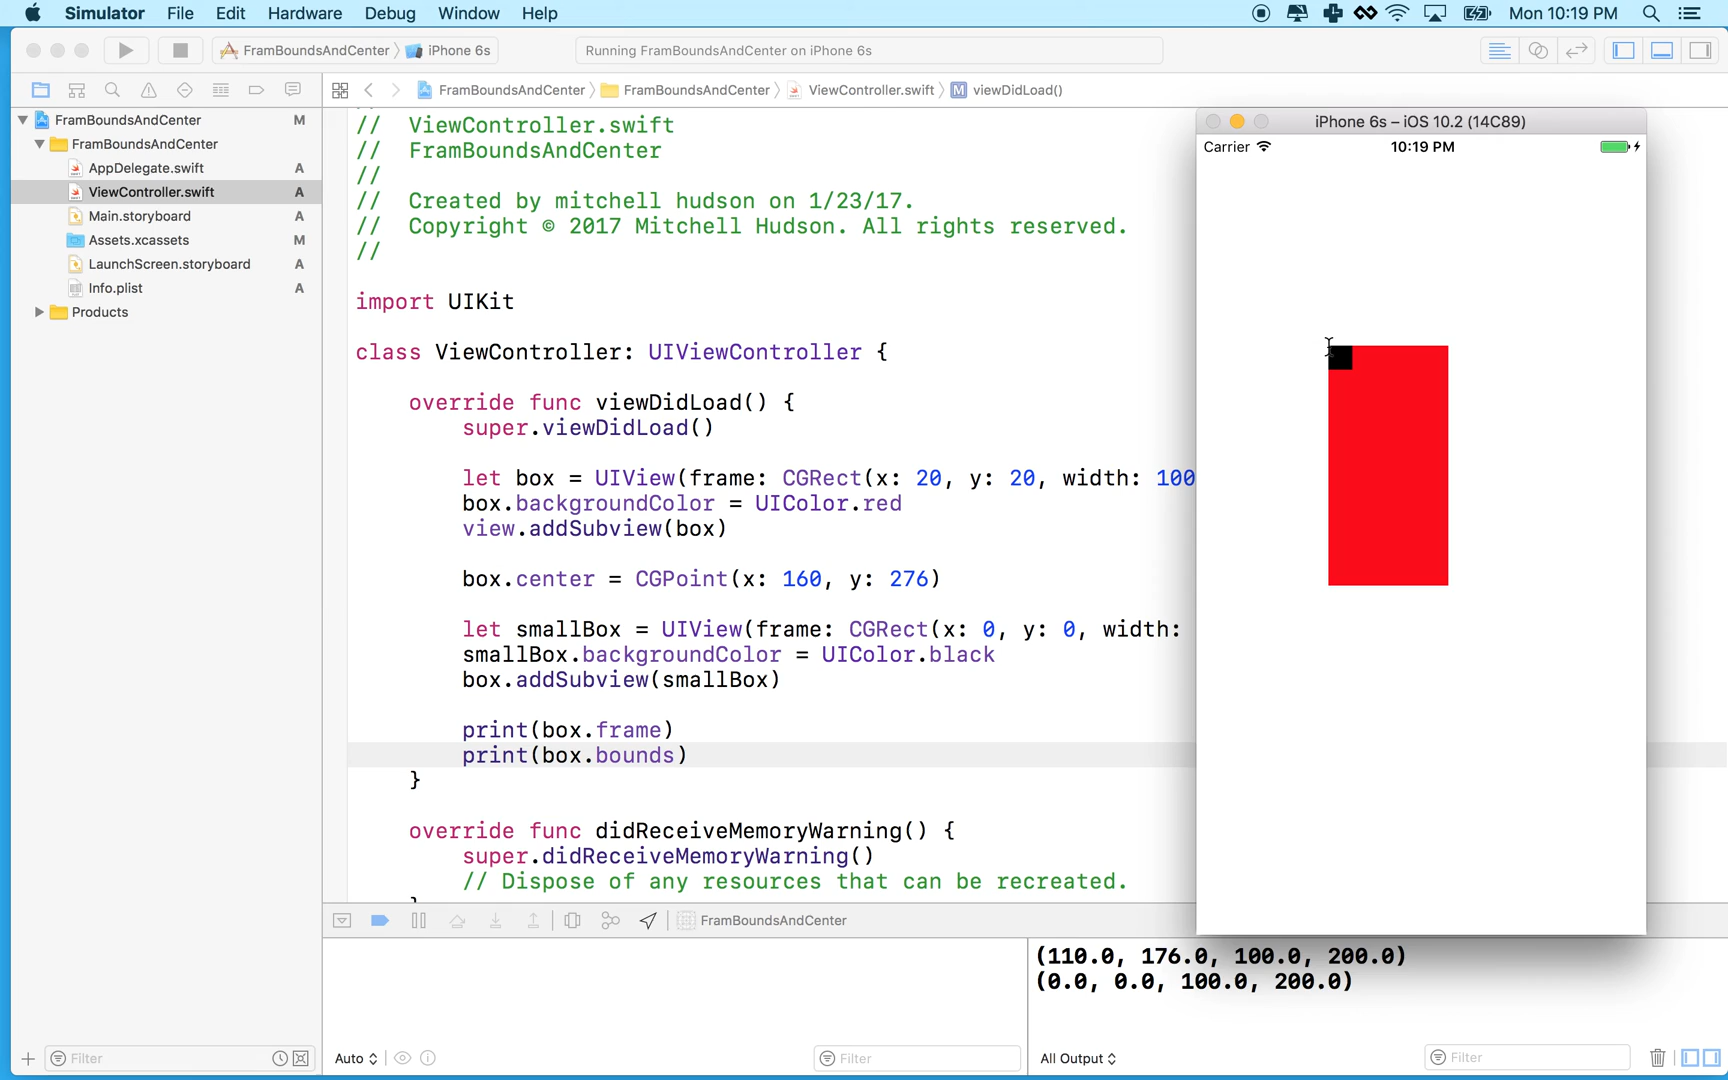 Simulator File Edit Hardware Debug Window Help Mon 10:19 PM
FramBoundsAndCenter iPhone 6s Running FramBoundsAndCenter on iPhone 6s
FramBoundsAndCenter FramBoundsAndCenter ViewController.swift M viewDidLoad()
FramBoundsAndCenter M
FramBoundsAndCenter
AppDelegate.swift A
ViewController.swift A
Main.storyboard A
Assets.xcassets M
LaunchScreen.storyboard A
Info.plist A
Products
//
// ViewController.swift
// FramBoundsAndCenter
//
// Created by mitchell hudson on 1/23/17.
// Copyright © 2017 Mitchell Hudson. All rights reserved.
//
import UIKit
class ViewController: UIViewController {
override func viewDidLoad() {
super.viewDidLoad()
let box = UIView(frame: CGRect(x: 20, y: 20, width: 100
box.backgroundColor = UIColor.red
view.addSubview(box)
box.center = CGPoint(x: 160, y: 276)
let smallBox = UIView(frame: CGRect(x: 0, y: 0, width:
smallBox.backgroundColor = UIColor.black
box.addSubview(smallBox)
print(box.frame)
print(box.bounds)
}
override func didReceiveMemoryWarning() {
super.didReceiveMemoryWarning()
// Dispose of any resources that can be recreated.
iPhone 6s – iOS 10.2 (14C89)
Carrier 10:19 PM
FramBoundsAndCenter
(110.0, 176.0, 100.0, 200.0)
(0.0, 0.0, 100.0, 200.0)
Filter
Auto Filter
All Output Filter